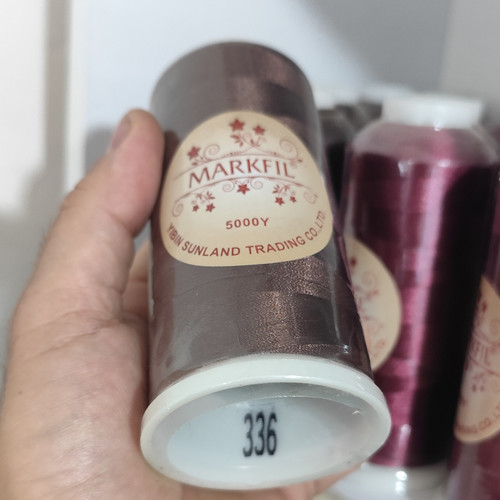 MARKFIL
5000Y
YIBIN SUNLAND TRADING CO.,LTD
336